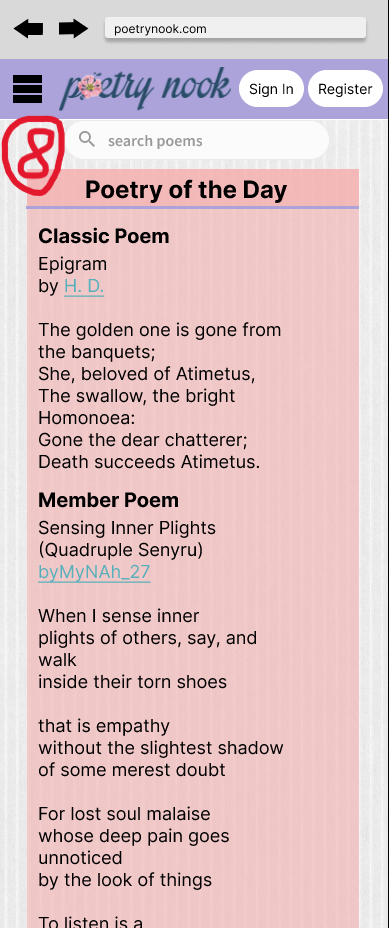 poetrynook.com
poetry nook
Sign In
Register
8
search poems
Poetry of the Day
Classic Poem
Epigram
by H. D.
The golden one is gone from
the banquets;
She, beloved of Atimetus,
The swallow, the bright
Homonoea:
Gone the dear chatterer;
Death succeeds Atimetus.
Member Poem
Sensing Inner Plights
(Quadruple Senyru)
byMyNAh_27
When I sense inner
plights of others, say, and
walk
inside their torn shoes
that is empathy
without the slightest shadow
of some merest doubt
For lost soul malaise
whose deep pain goes
unnoticed
by the look of things
To listen is a